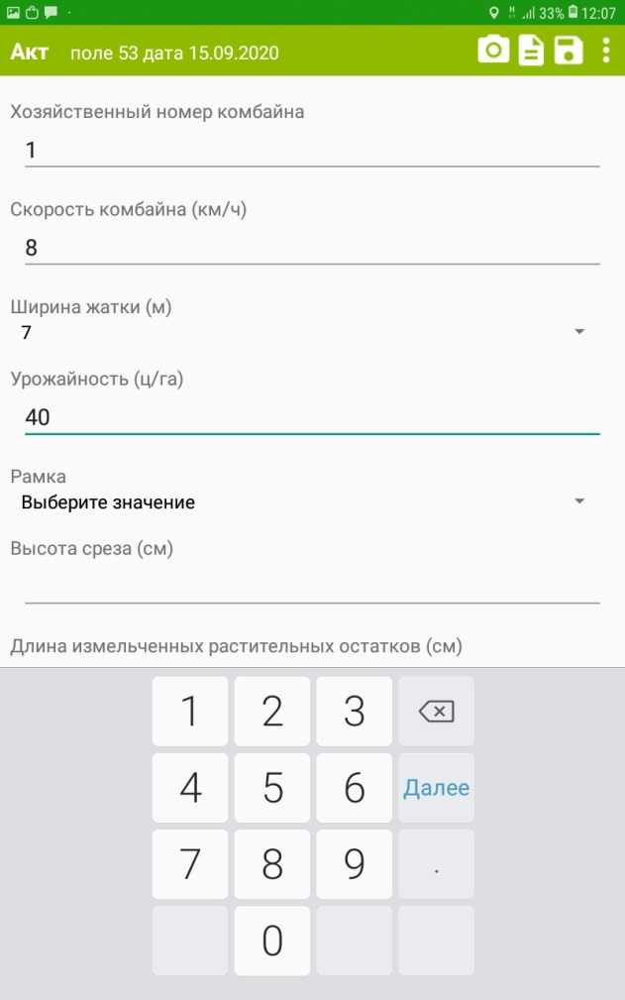 33% 12:07
Акт поле 53 дата 15.09.2020
Хозяйственный номер комбайна
1
Скорость комбайна (км/ч)
8
Ширина жатки (м)
7
Урожайность (ц/га)
40
Рамка
Выберите значение
Высота среза (см)
Длина измельченных растительных остатков (см)
1 2 3
4 5 6 Далее
7 8 9 .
0